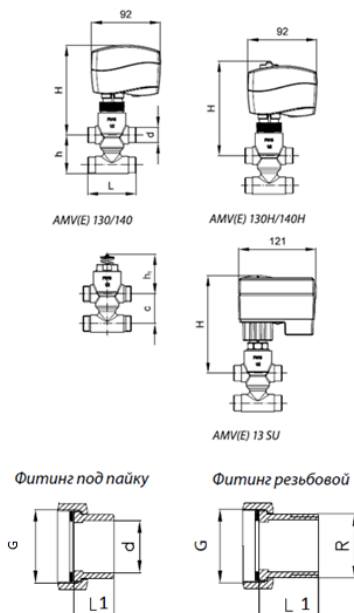 92
92
H
H
h
d
L
AMV(E) 130/140
AMV(E) 130H/140H
121
h₁
c
H
AMV(E) 13 SU
Фитинг под пайку
Фитинг резьбовой
G
d
L1
G
R
L 1